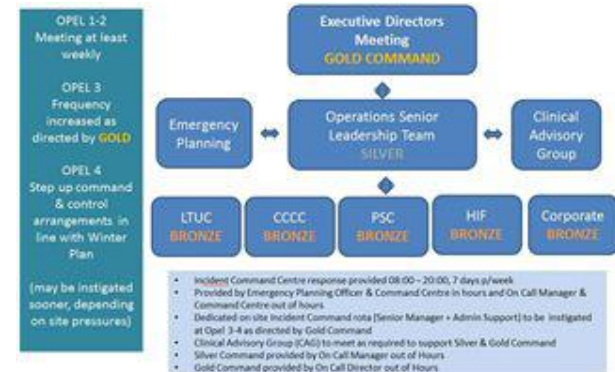 OPEL 1-2
Meeting at least
weekly
OPEL 3
Frequency
increased as
directed by GOLD
OPEL 4
Step up command
& control
arrangements in
line with Winter
Plan
(may be instigated
sooner, depending
on site pressures)
Executive Directors
Meeting
GOLD COMMAND
Emergency
Planning
Operations Senior
Leadership Team
SILVER
Clinical
Advisory
Group
LTUC
BRONZE
CCCC
BRONZE
PSC
BRONZE
HIF
BRONZE
Corporate
BRONZE
• Incident Command Centre response provided 08:00 – 20:00, 7 days p/week
• Provided by Emergency Planning Officer & Command Centre in hours and On Call Manager &
Command Centre out of hours
• Dedicated on site Incident Command rota (Senior Manager + Admin Support) to be instigated
at Opel 3-4 as directed by Gold Command
• Clinical Advisory Group (CAG) to meet as required to support Silver & Gold Command
• Silver Command provided by On Call Manager out of Hours
• Gold Command provided by On Call Director out of Hours